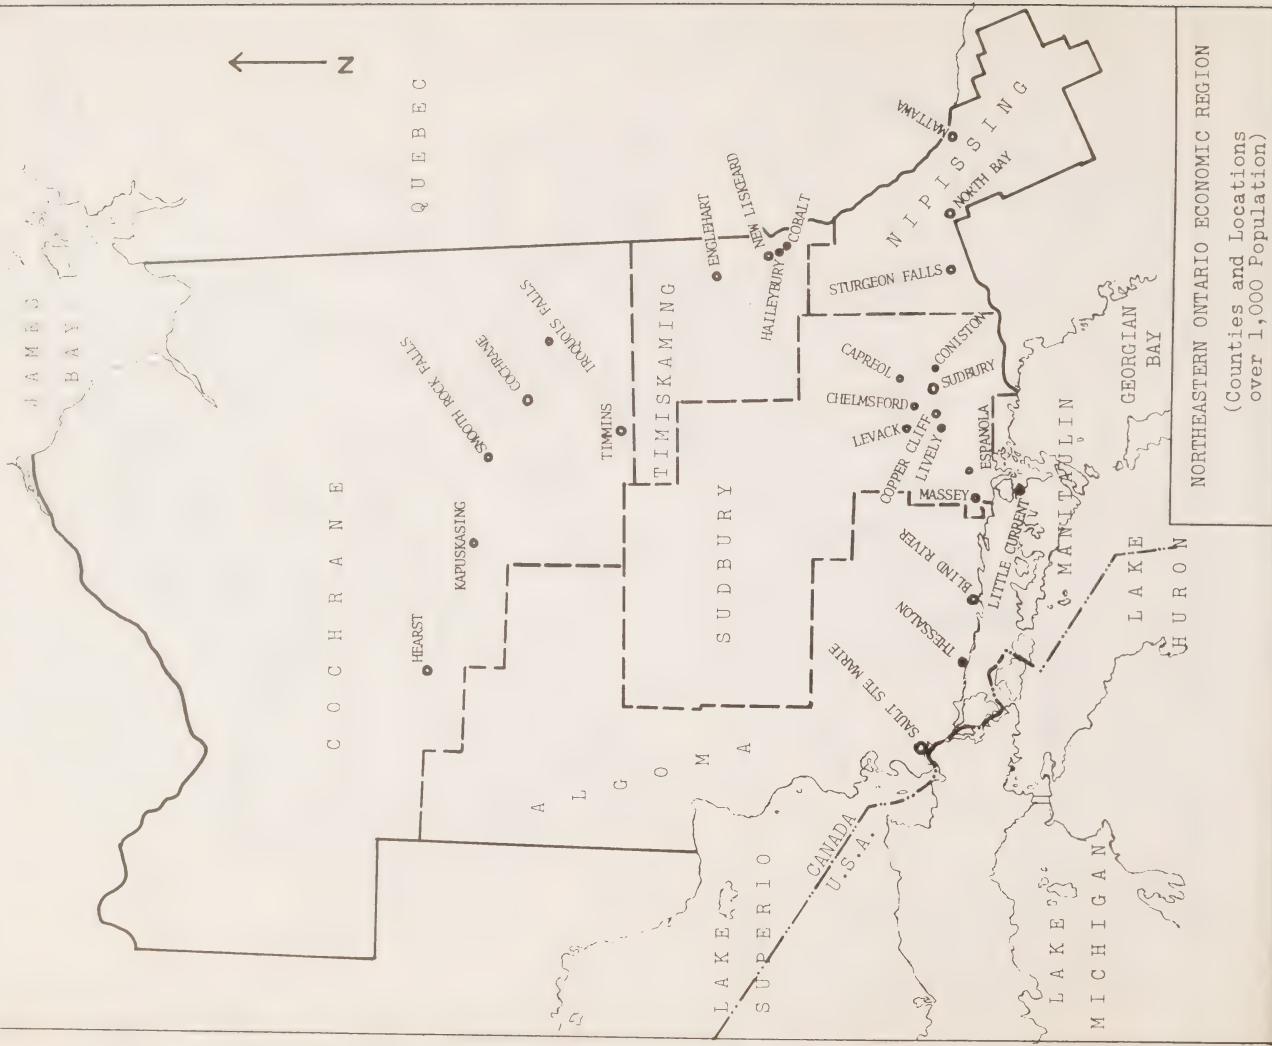 N
JAMES
BAY
QUEBEC
COCHRANE
HEARST
KAPUSKASING
SMOOTH ROCK FALLS
COCHRANE
IROQUOIS FALLS
TIMMINS
TIMISKAMING
ENGLEHART
NEW LISKEARD
HAILEYBURY
COBALT
ALGOMA
SUDBURY
NIPISSING
MATTAWA
NORTH BAY
STURGEON FALLS
CAPREOL
CONISTON
CHELMSFORD
SUDBURY
LEVACK
COPPER CLIFF
LIVELY
ESPANOLA
MASSEY
BLIND RIVER
THESSALON
SAULT STE MARIE
LITTLE CURRENT
MANITAULIN
GEORGIAN
BAY
LAKE
HURON
LAKE
SUPERIO
CANADA
U.S.A.
LAKE
MICHIGAN
NORTHEASTERN ONTARIO ECONOMIC REGION
(Counties and Locations
over 1,000 Population)